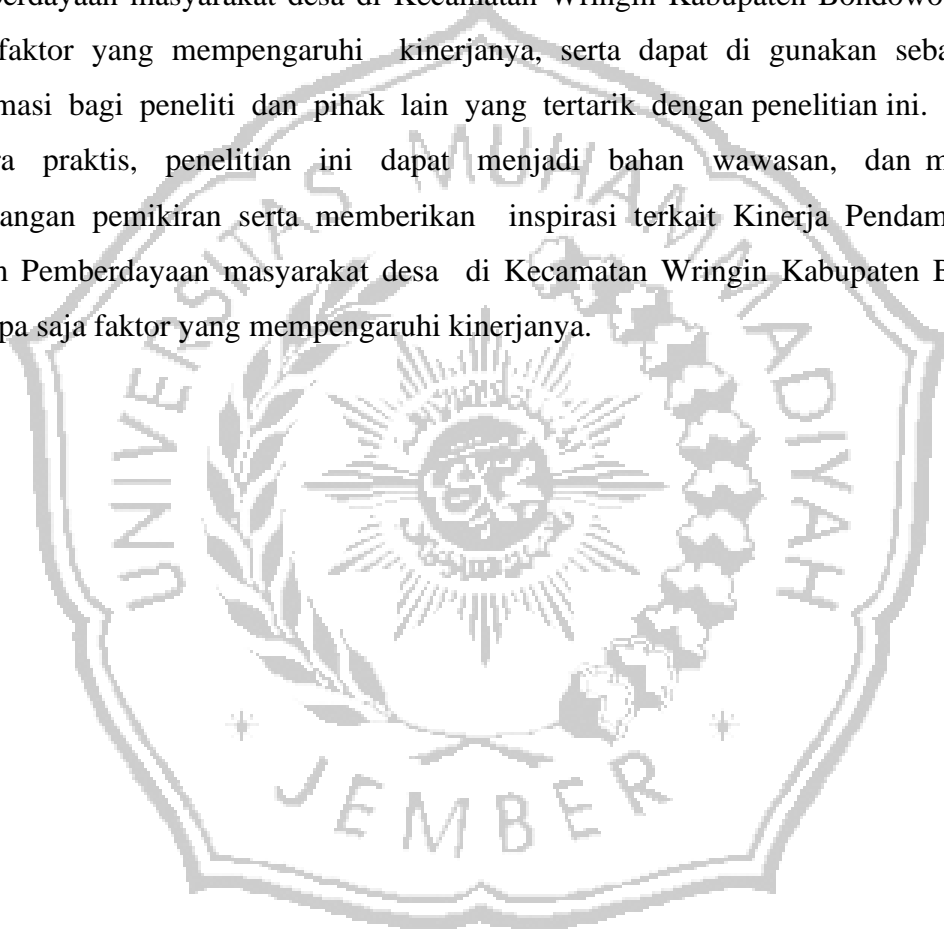 erdayaan masyarakat desa di Kecamatan Wringin Kabupaten Bondowo
faktor yang mempengaruhi kinerjanya, serta dapat di gunakan seba
masi bagi peneliti dan pihak lain yang tertarik dengan penelitian ini.
ra praktis, penelitian ini dapat menjadi bahan wawasan, dan m
angan pemikiran serta memberikan inspirasi terkait Kinerja Pendam
n Pemberdayaan masyarakat desa di Kecamatan Wringin Kabupaten B
pa saja faktor yang mempengaruhi kinerjanya.
UNIVERSITAS MUHAMMADIYAH
JEMBER